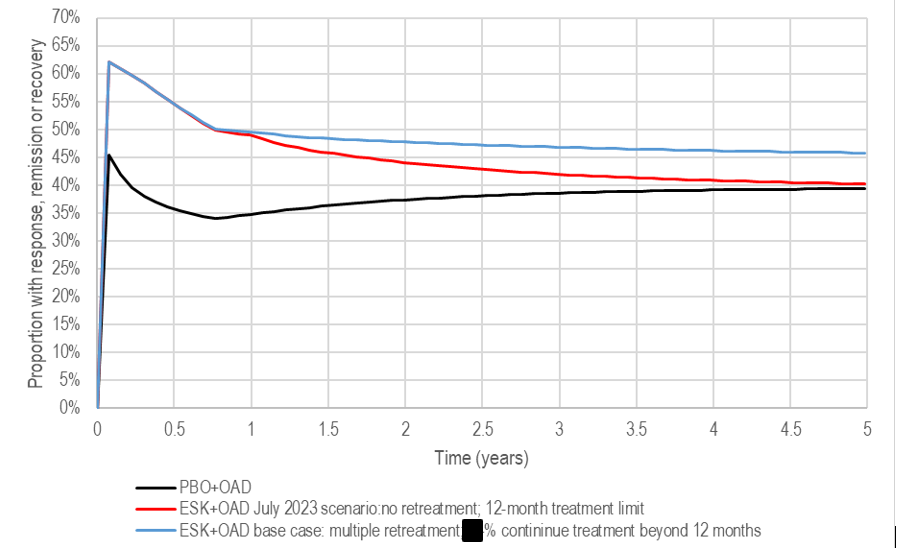 70%
65%
60%
55%
50%
45%
40%
35%
30%
25%
20%
15%
10%
5%
0%
Proportion with response, remission or recovery
0 0.5 1 1.5 2 2.5 3 3.5 4 4.5 5
Time (years)
PBO+OAD
ESK+OAD July 2023 scenario:no retreatment; 12-month treatment limit
ESK+OAD base case: multiple retreatment; % contininue treatment beyond 12 months